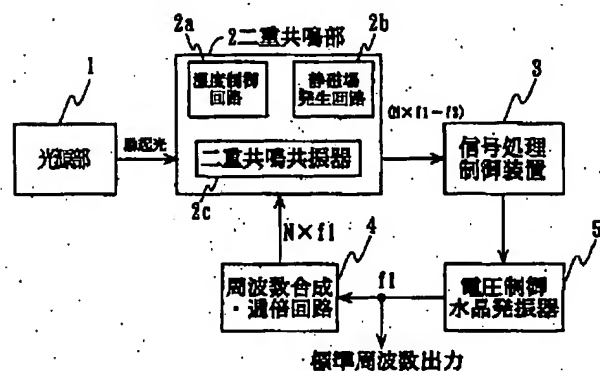 1
光源部
励起光
2a
2二重共鳴部
2b
温度制御
回路
静磁場
発生回路
二重共鳴共振器
2c
(N×f1-f3)
3
信号処理
制御装置
N×f1
4
周波数合成
・逓倍回路
f1
5
電圧制御
水晶発振器
標準周波数出力